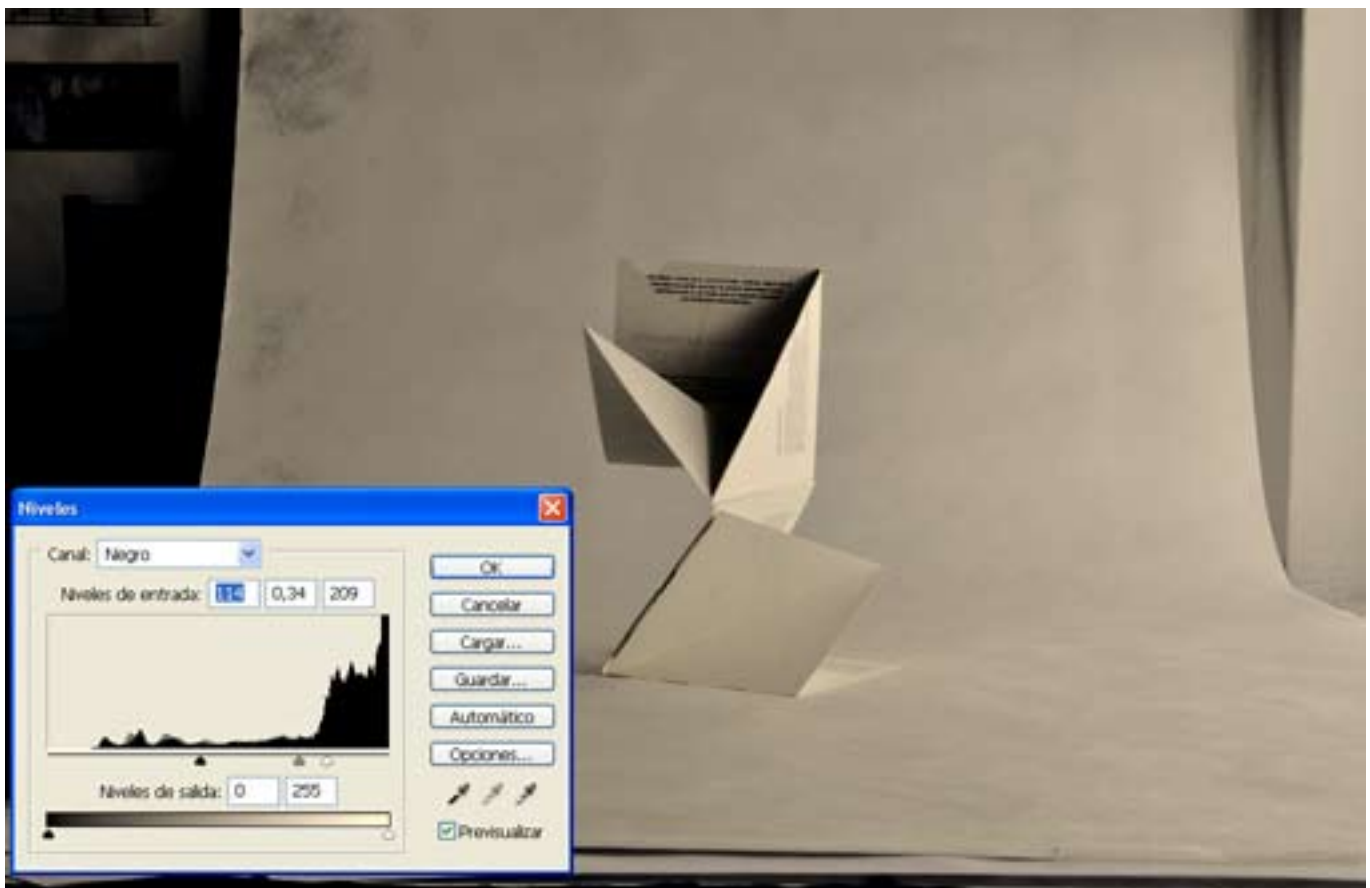 Niveles
Canal: Negro
OK
Niveles de entrada: 114 0,34 209
Cancelar
Cargar...
Guardar...
Automático
Opciones...
Niveles de salida: 0 255
Previsualizar